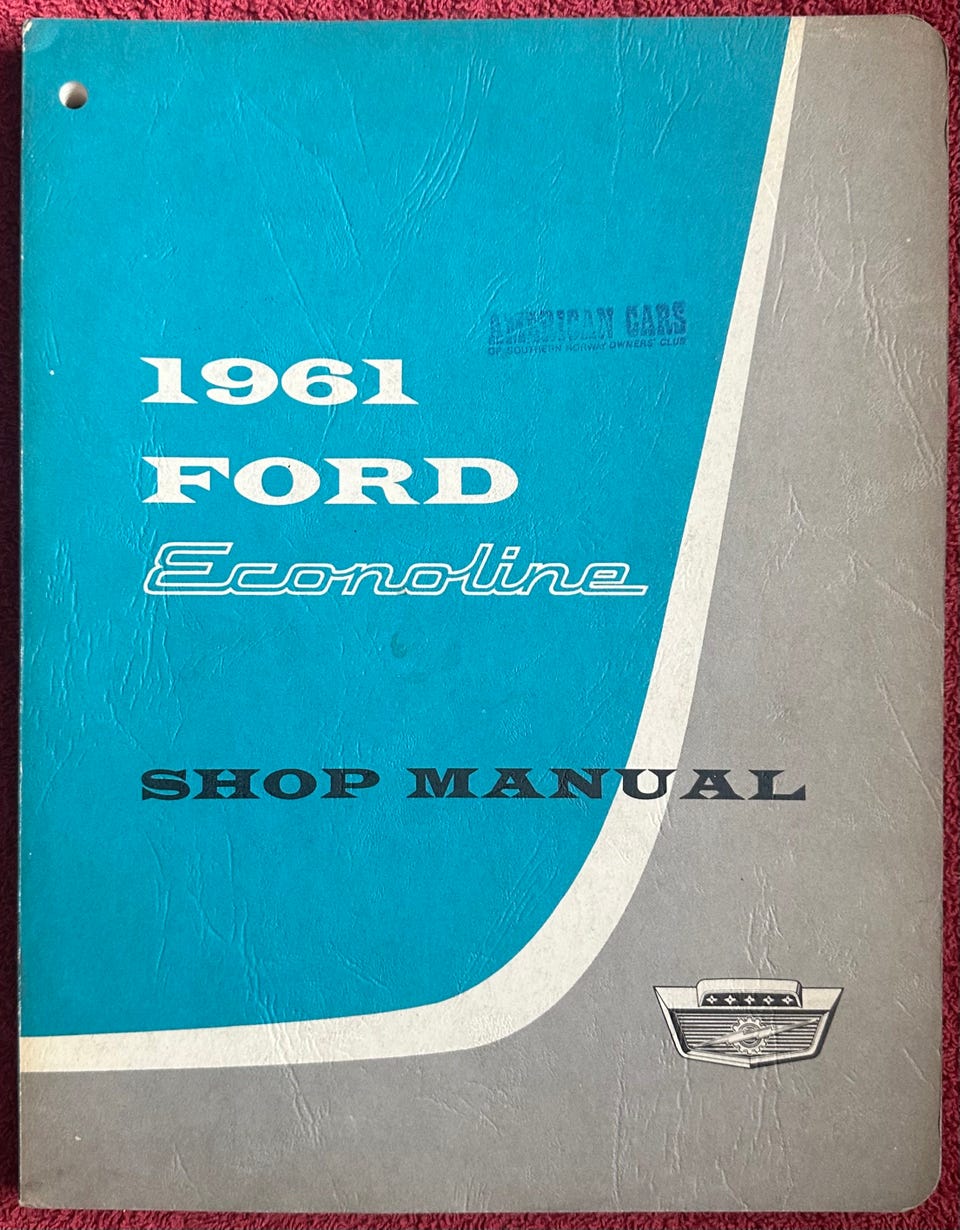 AMERICAN CARS
OF SOUTHERN NORWAY OWNERS' CLUB
1961
FORD
Econoline
SHOP MANUAL